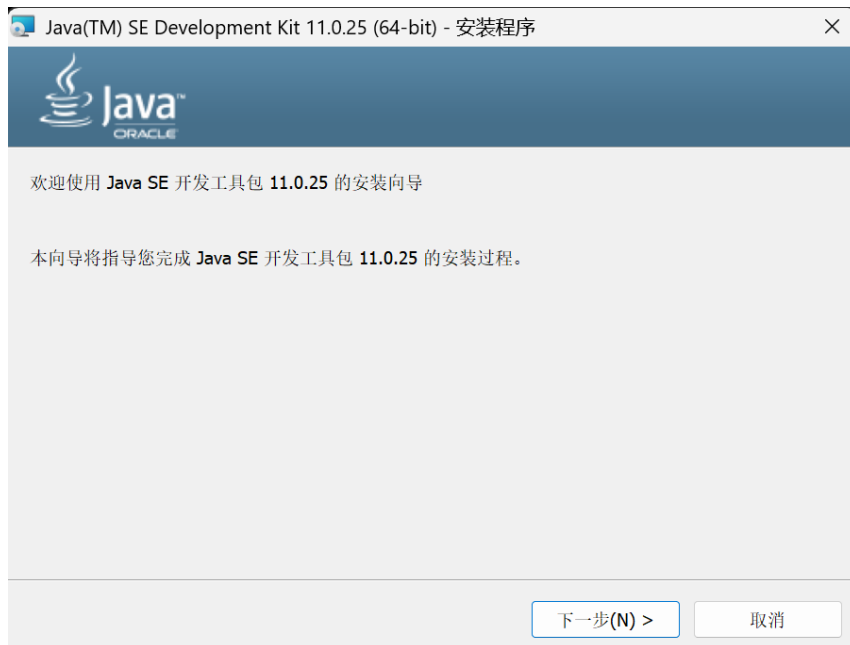 Java(TM) SE Development Kit 11.0.25 (64-bit) - 安装程序
Java™
ORACLE
欢迎使用 Java SE 开发工具包 11.0.25 的安装向导
本向导将指导您完成 Java SE 开发工具包 11.0.25 的安装过程。
下一步(N) > 取消